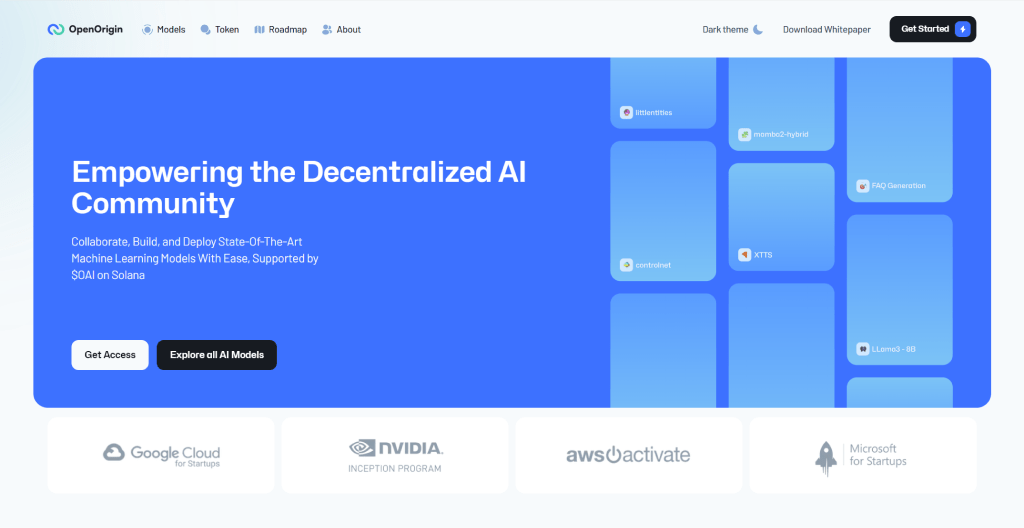 OpenOrigin
Models
Token
Roadmap
About
Dark theme
Download Whitepaper
Get Started
Empowering the Decentralized AI
Community
Collaborate, Build, and Deploy State-Of-The-Art
Machine Learning Models With Ease, Supported by
$OAI on Solana
Get Access
Explore all AI Models
littlentities
controlnet
momba2-hybrid
XTTS
FAQ Generation
LLama3 - 8B
Google Cloud
for Startups
NVIDIA.
INCEPTION PROGRAM
aws activate
Microsoft
for Startups